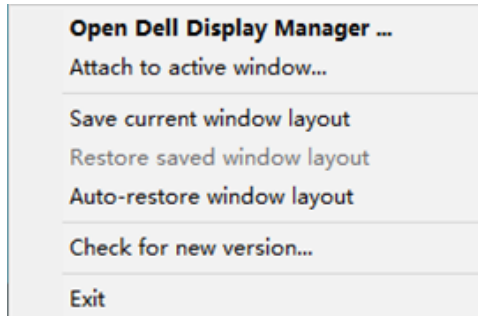 Open Dell Display Manager ...
Attach to active window...
Save current window layout
Restore saved window layout
Auto-restore window layout
Check for new version...
Exit